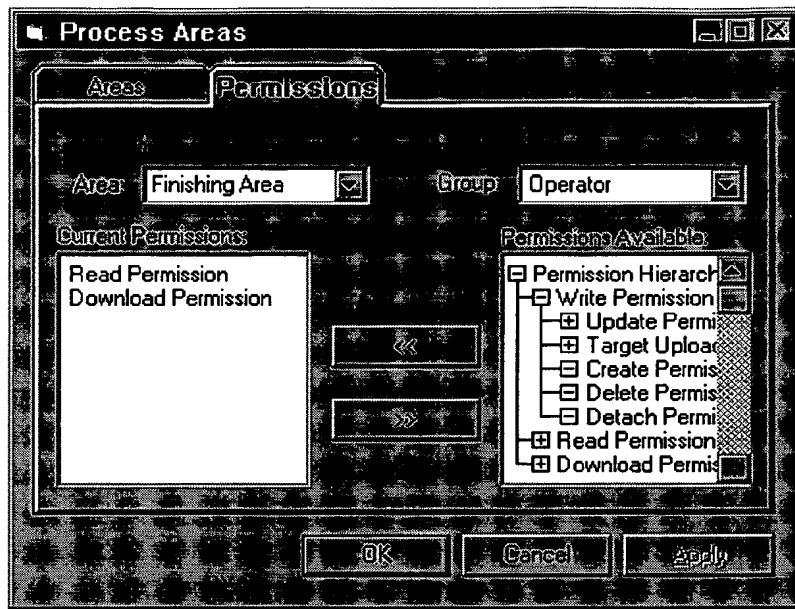 Process Areas
Areas Permissions
Area: Finishing Area Group: Operator
Current Permissions: Permissions Available:
Read Permission
Download Permission
Permission Hierarch
Write Permission
Update Permi
Target Uploa
Create Permis
Delete Permis
Detach Permi
Read Permission
Download Permis
<<
>>
OK Cancel Apply